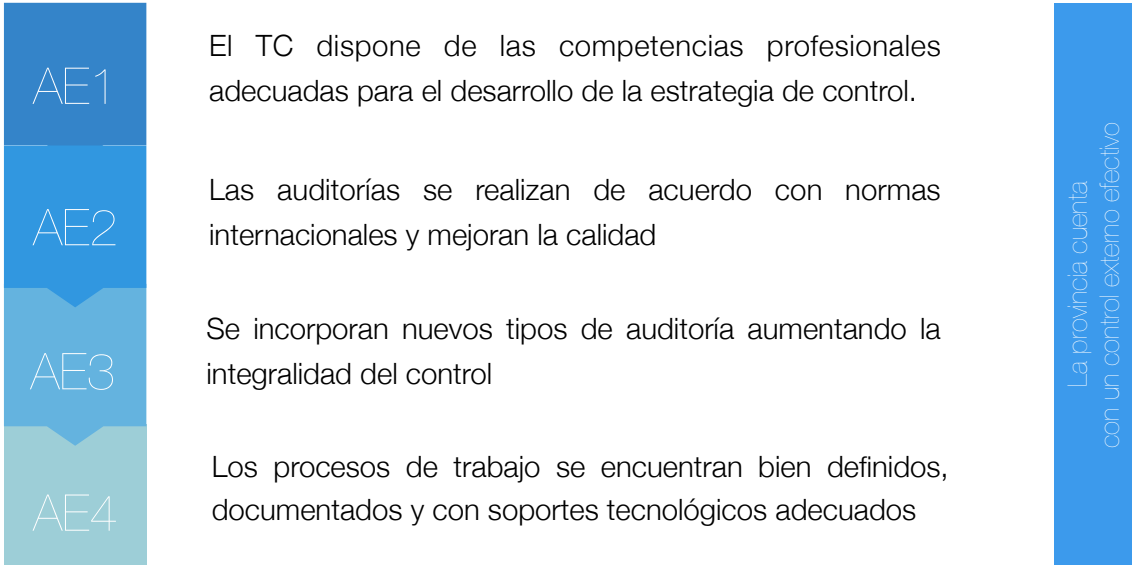 AE1
El TC dispone de las competencias profesionales
adecuadas para el desarrollo de la estrategia de control.
AE2
Las auditorías se realizan de acuerdo con normas
internacionales y mejoran la calidad
AE3
Se incorporan nuevos tipos de auditoría aumentando la
integralidad del control
AE4
Los procesos de trabajo se encuentran bien definidos,
documentados y con soportes tecnológicos adecuados
La provincia cuenta
con un control externo efectivo